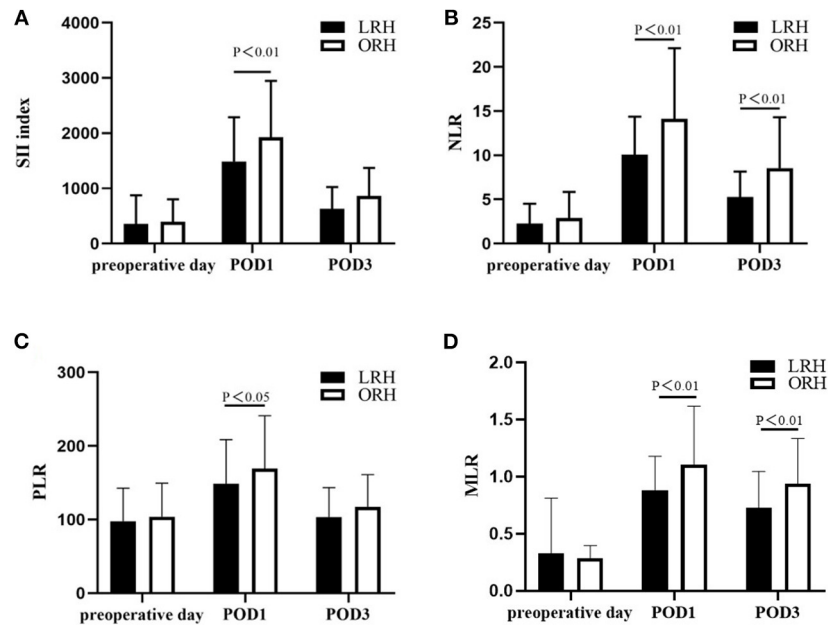 A
SII index
4000
3000
2000
1000
0
P<0.01
LRH
ORH
preoperative day POD1 POD3
B
NLR
25
20
15
10
5
0
P<0.01
P<0.01
LRH
ORH
preoperative day POD1 POD3
C
PLR
300
200
100
0
P<0.05
LRH
ORH
preoperative day POD1 POD3
D
MLR
2.0
1.5
1.0
0.5
0.0
P<0.01
P<0.01
LRH
ORH
preoperative day POD1 POD3